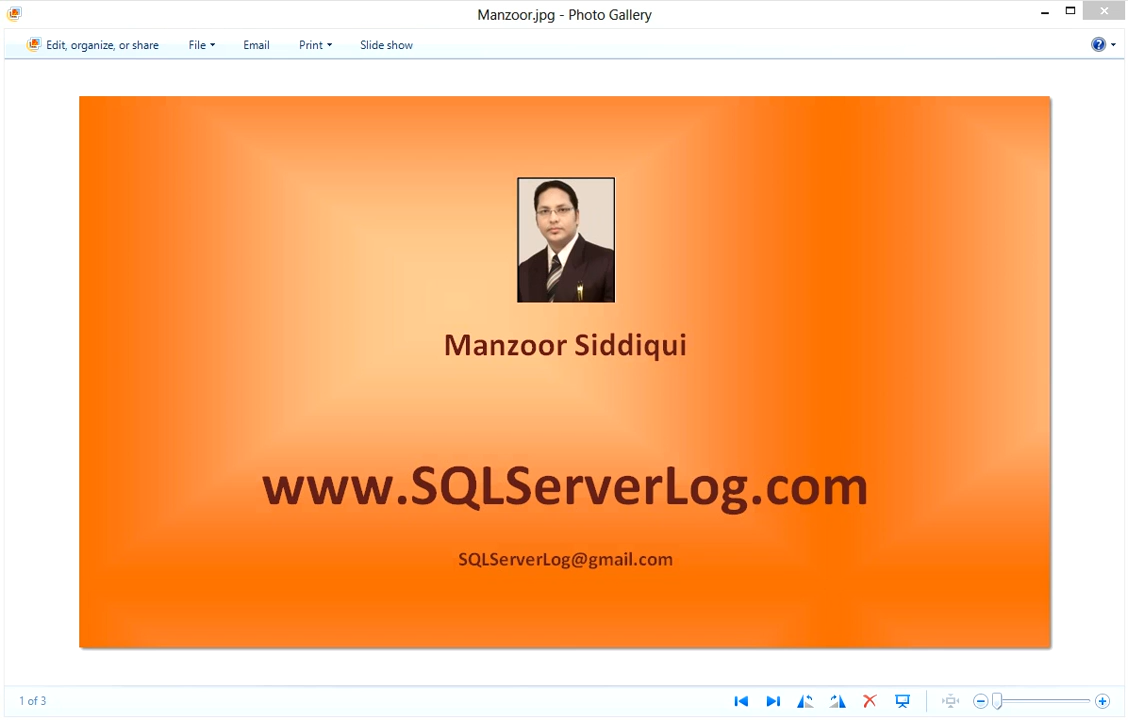 Manzoor.jpg - Photo Gallery
Edit, organize, or share File Email Print Slide show
Manzoor Siddiqui
www.SQLServerLog.com
SQLServerLog@gmail.com
1 of 3